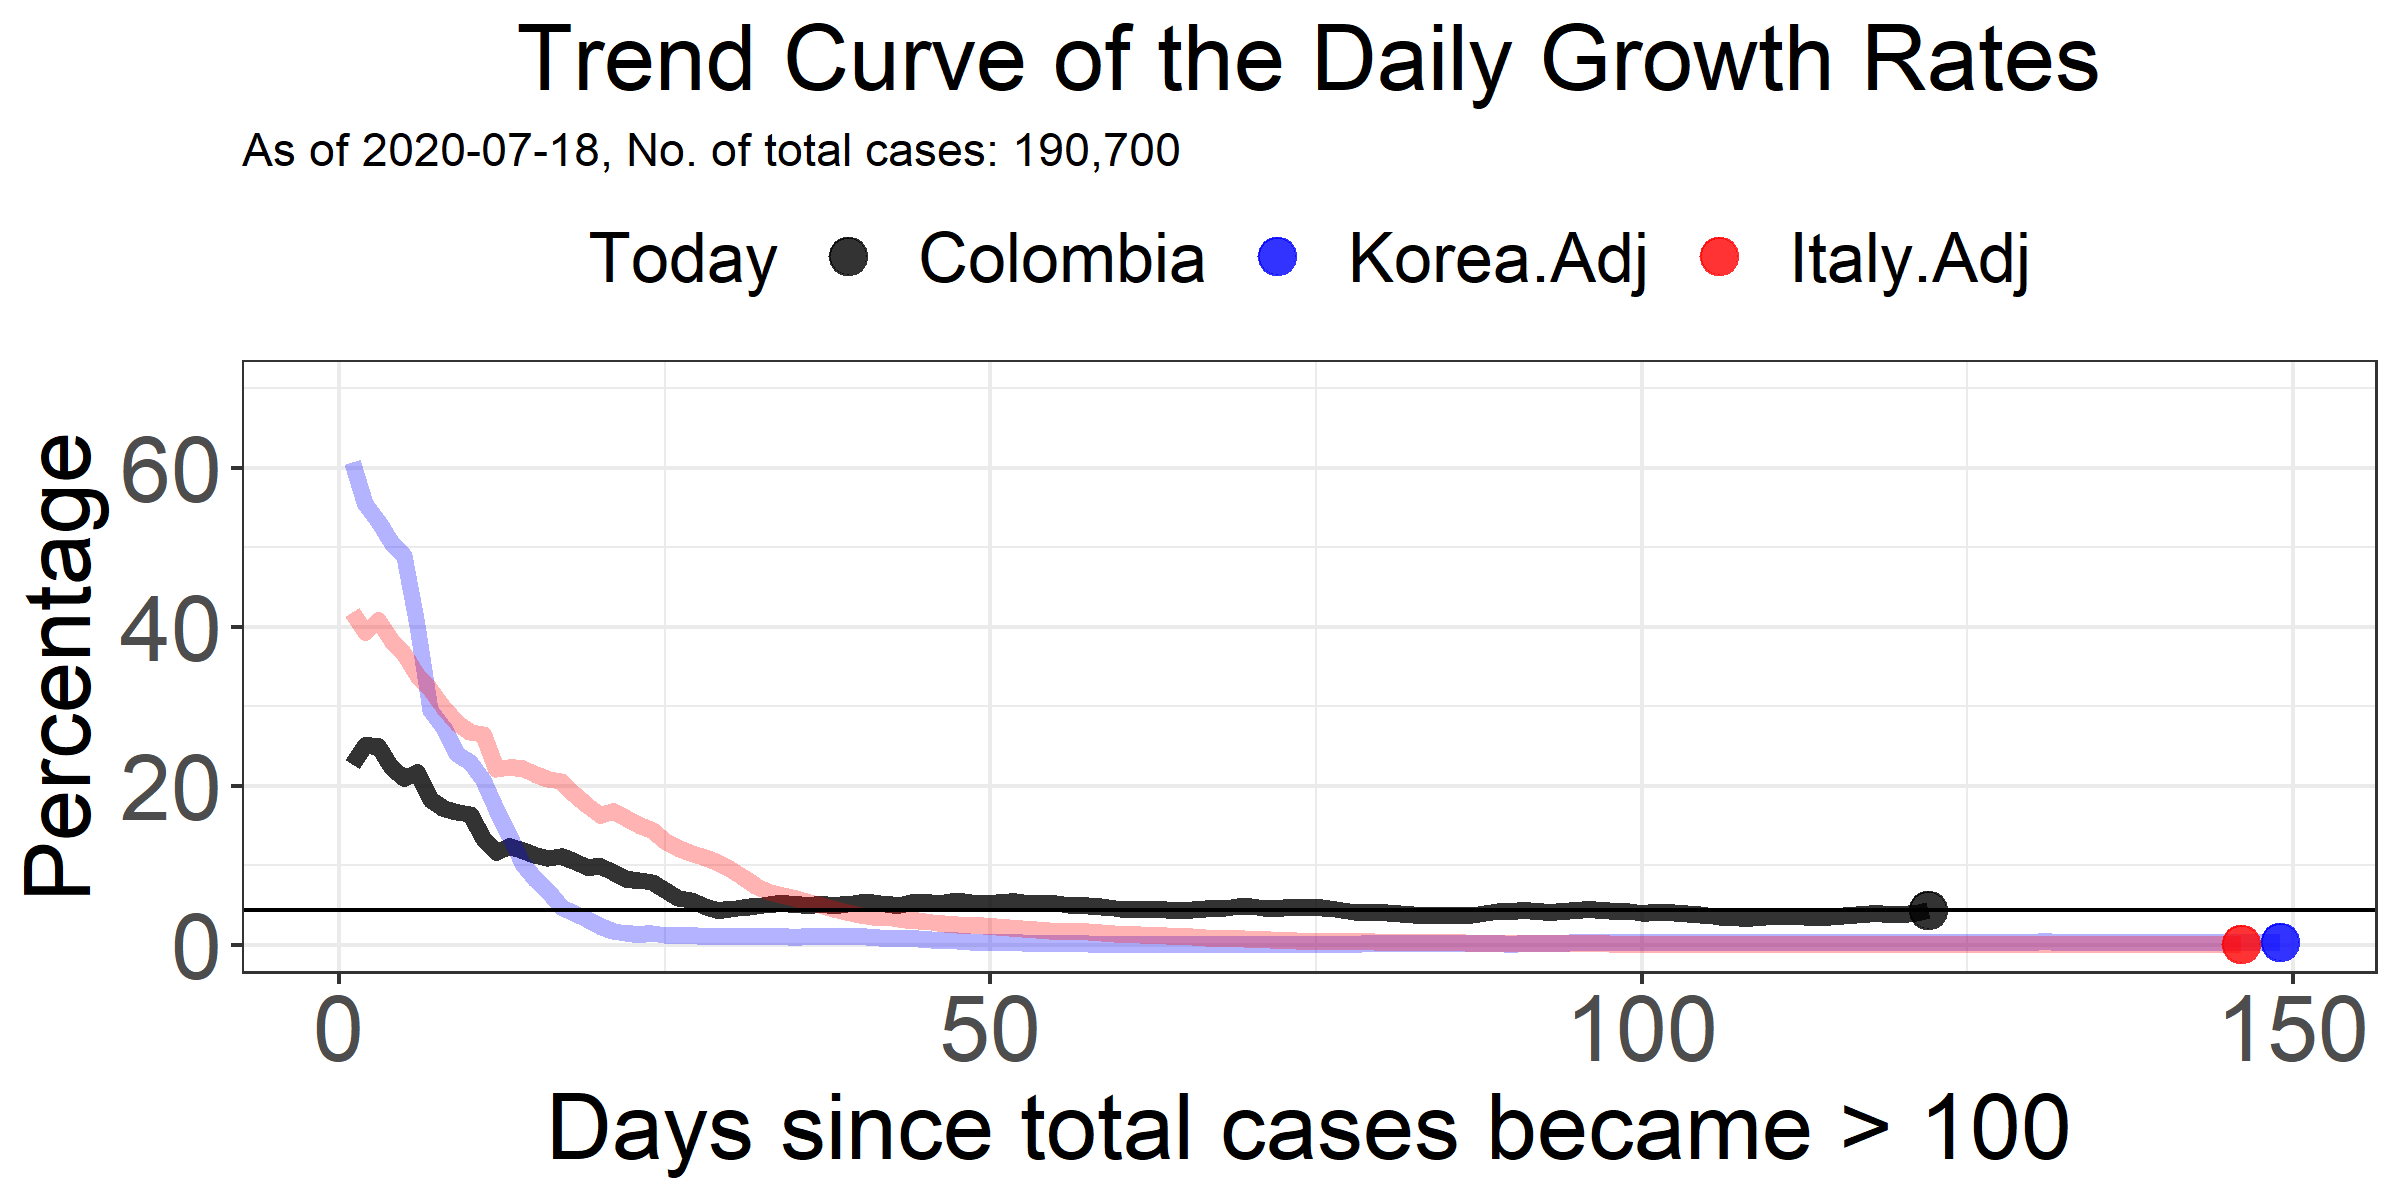 Trend Curve of the Daily Growth Rates
As of 2020-07-18, No. of total cases: 190,700
Today Colombia Korea.Adj Italy.Adj
Percentage
60
40
20
0
0 50 100 150
Days since total cases became > 100